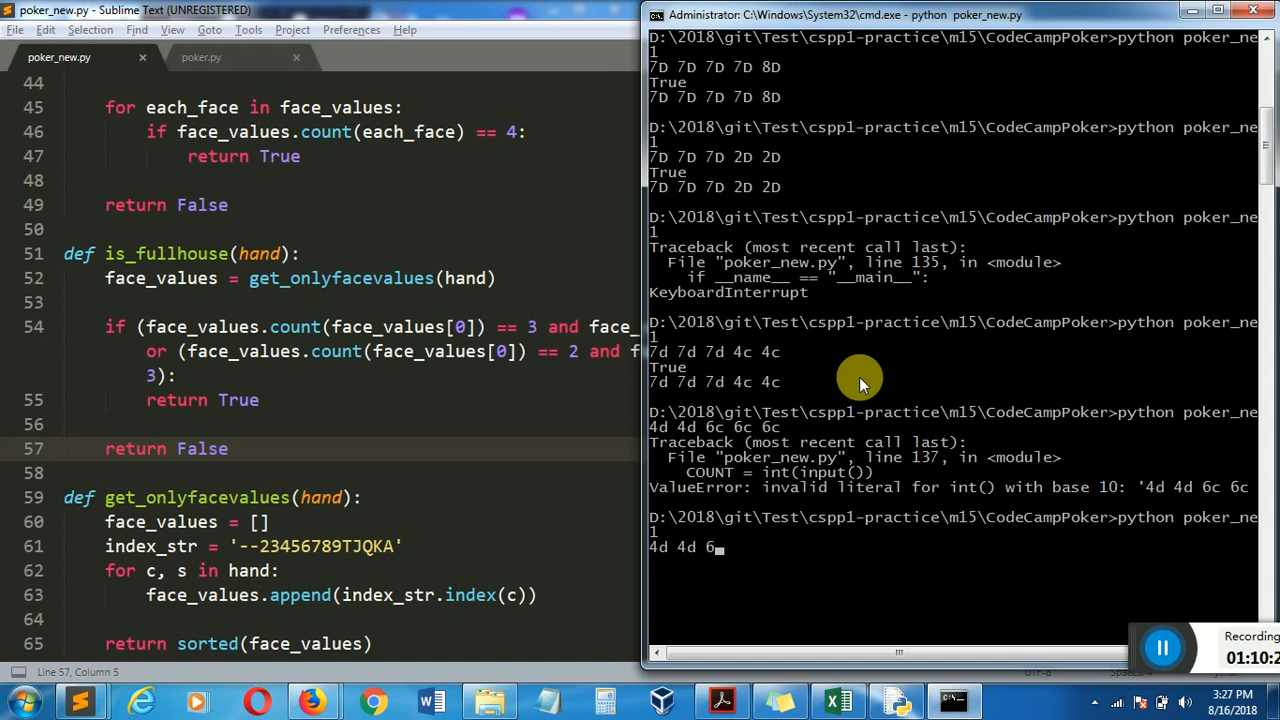 poker_new.py - Sublime Text (UNREGISTERED)
File Edit Selection Find View Goto Tools Project Preferences Help
poker_new.py × poker.py ×
44
45 for each_face in face_values:
46 if face_values.count(each_face) == 4:
47 return True
48
49 return False
50
51 def is_fullhouse(hand):
52 face_values = get_onlyfacevalues(hand)
53
54 if (face_values.count(face_values[0]) == 3 and face_
or (face_values.count(face_values[0]) == 2 and f
3):
55 return True
57 return False
58
59 def get_onlyfacevalues(hand):
60 face_values = []
61 index_str = '--23456789TJQKA'
62 for c, s in hand:
63 face_values.append(index_str.index(c))
64
65 return sorted(face_values)
Line 57, Column 5
Administrator: C:\Windows\System32\cmd.exe - python poker_new.py
D:\2018\git\Test\cspp1-practice\m15\CodeCampPoker>python poker_ne
1
7D 7D 7D 7D 8D
True
7D 7D 7D 7D 8D
D:\2018\git\Test\cspp1-practice\m15\CodeCampPoker>python poker_ne
1
7D 7D 7D 2D 2D
True
7D 7D 7D 2D 2D
D:\2018\git\Test\cspp1-practice\m15\CodeCampPoker>python poker_ne
1
Traceback (most recent call last):
File "poker_new.py", line 135, in <module>
if __name__ == "__main__":
KeyboardInterrupt
D:\2018\git\Test\cspp1-practice\m15\CodeCampPoker>python poker_ne
1
7d 7d 7d 4c 4c
True
7d 7d 7d 4c 4c
D:\2018\git\Test\cspp1-practice\m15\CodeCampPoker>python poker_ne
4d 4d 6c 6c 6c
Traceback (most recent call last):
File "poker_new.py", line 137, in <module>
COUNT = int(input())
ValueError: invalid literal for int() with base 10: '4d 4d 6c 6c
D:\2018\git\Test\cspp1-practice\m15\CodeCampPoker>python poker_ne
1
4d 4d 6_
Recording
01:10:2
3:27 PM
8/16/2018